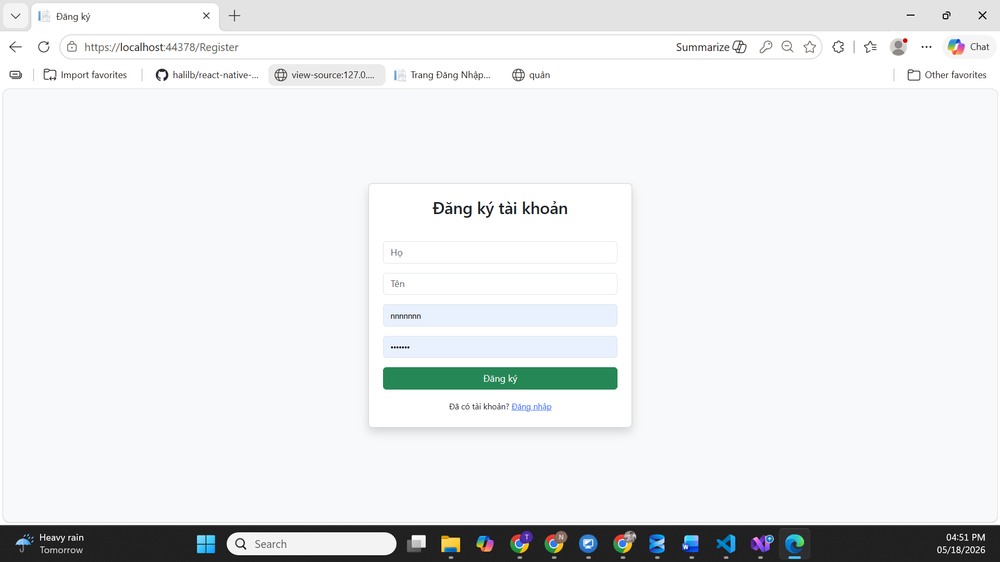 Đăng ký
https://localhost:44378/Register
Summarize
Chat
Import favorites
halilb/react-native-...
view-source:127.0....
Trang Đăng Nhập...
quản
Other favorites
Đăng ký tài khoản
Họ
Tên
nnnnnnn
•••••••
Đăng ký
Đã có tài khoản? Đăng nhập
Heavy rain
Tomorrow
Search
T
N
04:51 PM
05/18/2026